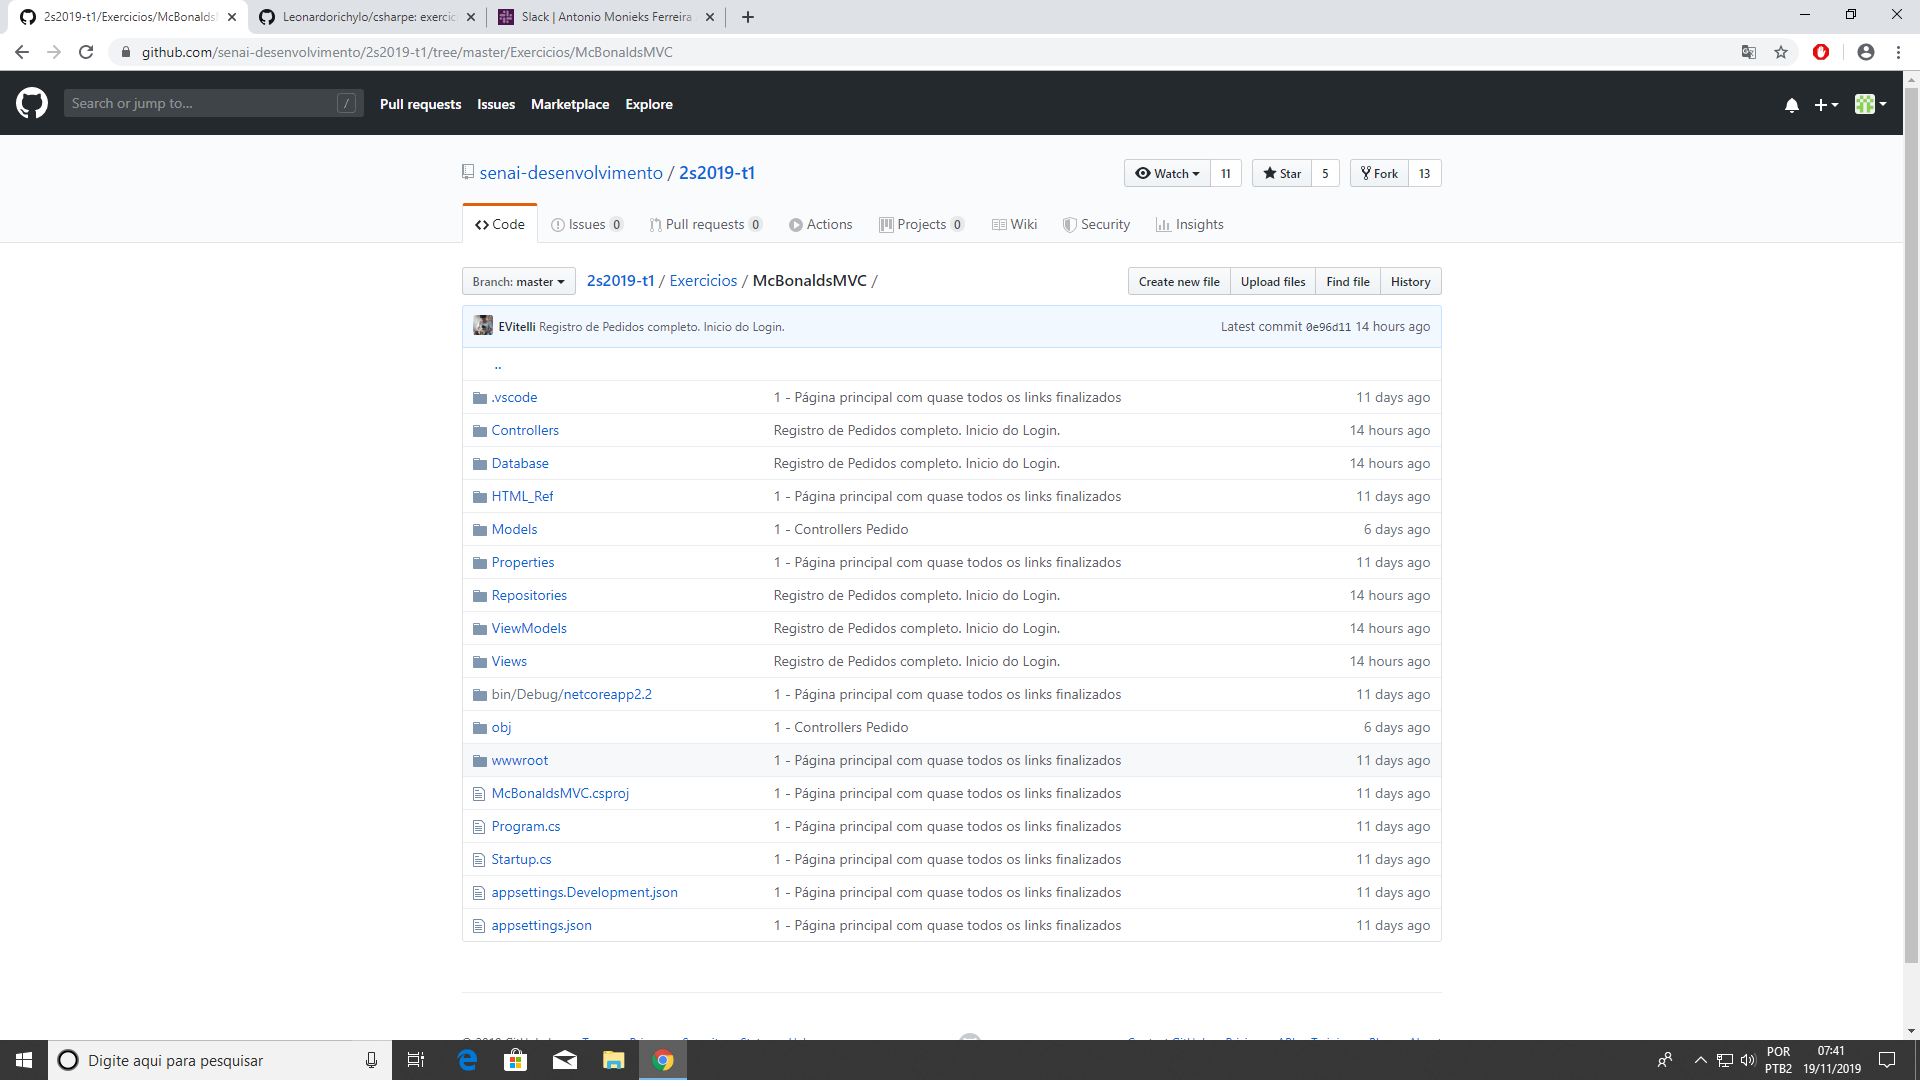 2s2019-t1/Exercicios/McBonalds
Leonardorichylo/csharpe: exercic
Slack | Antonio Monieks Ferreira
github.com/senai-desenvolvimento/2s2019-t1/tree/master/Exercicios/McBonaldsMVC
Search or jump to... /
Pull requests Issues Marketplace Explore
senai-desenvolvimento / 2s2019-t1
Watch 11 Star 5 Fork 13
Code Issues 0 Pull requests 0 Actions Projects 0 Wiki Security Insights
Branch: master 2s2019-t1 / Exercicios / McBonaldsMVC /
Create new file Upload files Find file History
EVitelli Registro de Pedidos completo. Inicio do Login. Latest commit 0e96d11 14 hours ago
..
.vscode 1 - Página principal com quase todos os links finalizados 11 days ago
Controllers Registro de Pedidos completo. Inicio do Login. 14 hours ago
Database Registro de Pedidos completo. Inicio do Login. 14 hours ago
HTML_Ref 1 - Página principal com quase todos os links finalizados 11 days ago
Models 1 - Controllers Pedido 6 days ago
Properties 1 - Página principal com quase todos os links finalizados 11 days ago
Repositories Registro de Pedidos completo. Inicio do Login. 14 hours ago
ViewModels Registro de Pedidos completo. Inicio do Login. 14 hours ago
Views Registro de Pedidos completo. Inicio do Login. 14 hours ago
bin/Debug/netcoreapp2.2 1 - Página principal com quase todos os links finalizados 11 days ago
obj 1 - Controllers Pedido 6 days ago
wwwroot 1 - Página principal com quase todos os links finalizados 11 days ago
McBonaldsMVC.csproj 1 - Página principal com quase todos os links finalizados 11 days ago
Program.cs 1 - Página principal com quase todos os links finalizados 11 days ago
Startup.cs 1 - Página principal com quase todos os links finalizados 11 days ago
appsettings.Development.json 1 - Página principal com quase todos os links finalizados 11 days ago
appsettings.json 1 - Página principal com quase todos os links finalizados 11 days ago
Digite aqui para pesquisar
POR
PTB2
07:41
19/11/2019